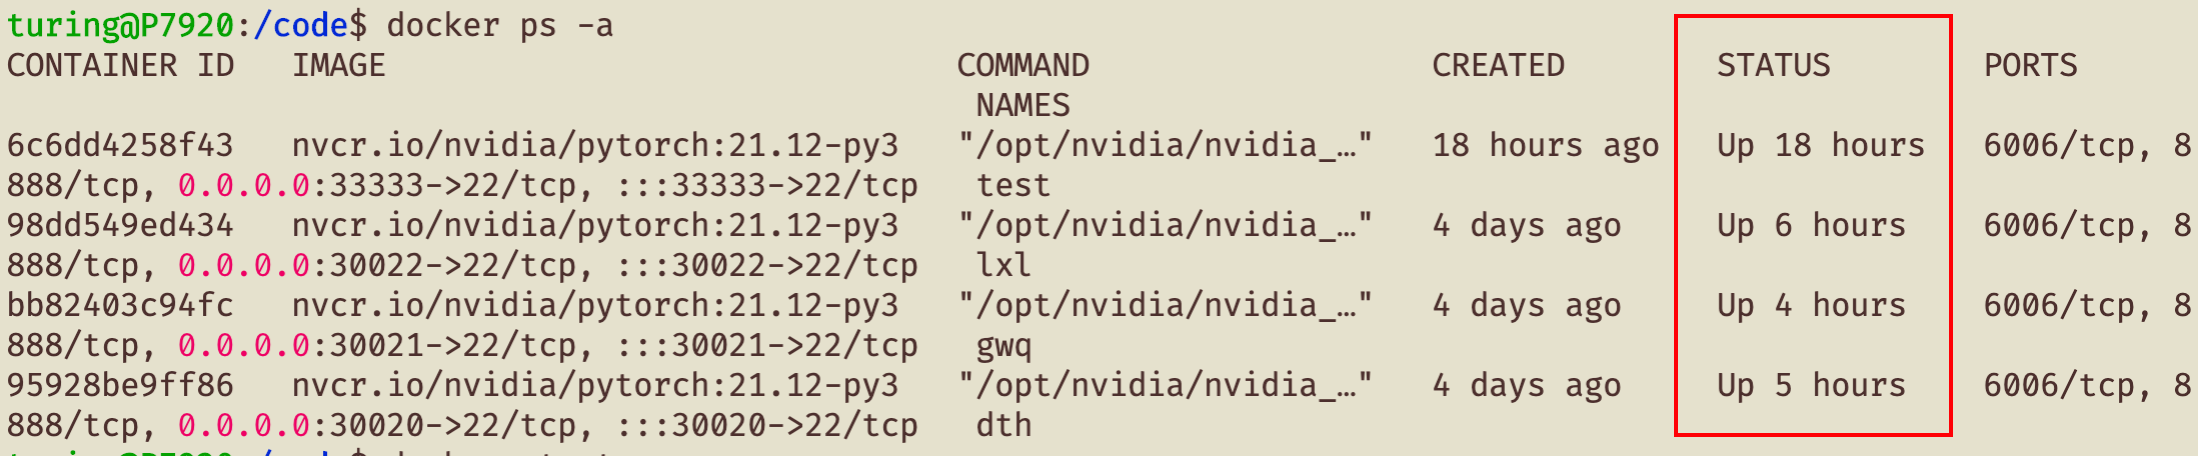 turing@P7920:/code$ docker ps -a
CONTAINER ID   IMAGE                              COMMAND                  CREATED        STATUS        PORTS
NAMES
6c6dd4258f43   nvcr.io/nvidia/pytorch:21.12-py3   "/opt/nvidia/nvidia_…"   18 hours ago   Up 18 hours   6006/tcp, 8
888/tcp, 0.0.0.0:33333->22/tcp, :::33333->22/tcp   test
98dd549ed434   nvcr.io/nvidia/pytorch:21.12-py3   "/opt/nvidia/nvidia_…"   4 days ago     Up 6 hours    6006/tcp, 8
888/tcp, 0.0.0.0:30022->22/tcp, :::30022->22/tcp   lxl
bb82403c94fc   nvcr.io/nvidia/pytorch:21.12-py3   "/opt/nvidia/nvidia_…"   4 days ago     Up 4 hours    6006/tcp, 8
888/tcp, 0.0.0.0:30021->22/tcp, :::30021->22/tcp   gwq
95928be9ff86   nvcr.io/nvidia/pytorch:21.12-py3   "/opt/nvidia/nvidia_…"   4 days ago     Up 5 hours    6006/tcp, 8
888/tcp, 0.0.0.0:30020->22/tcp, :::30020->22/tcp   dth